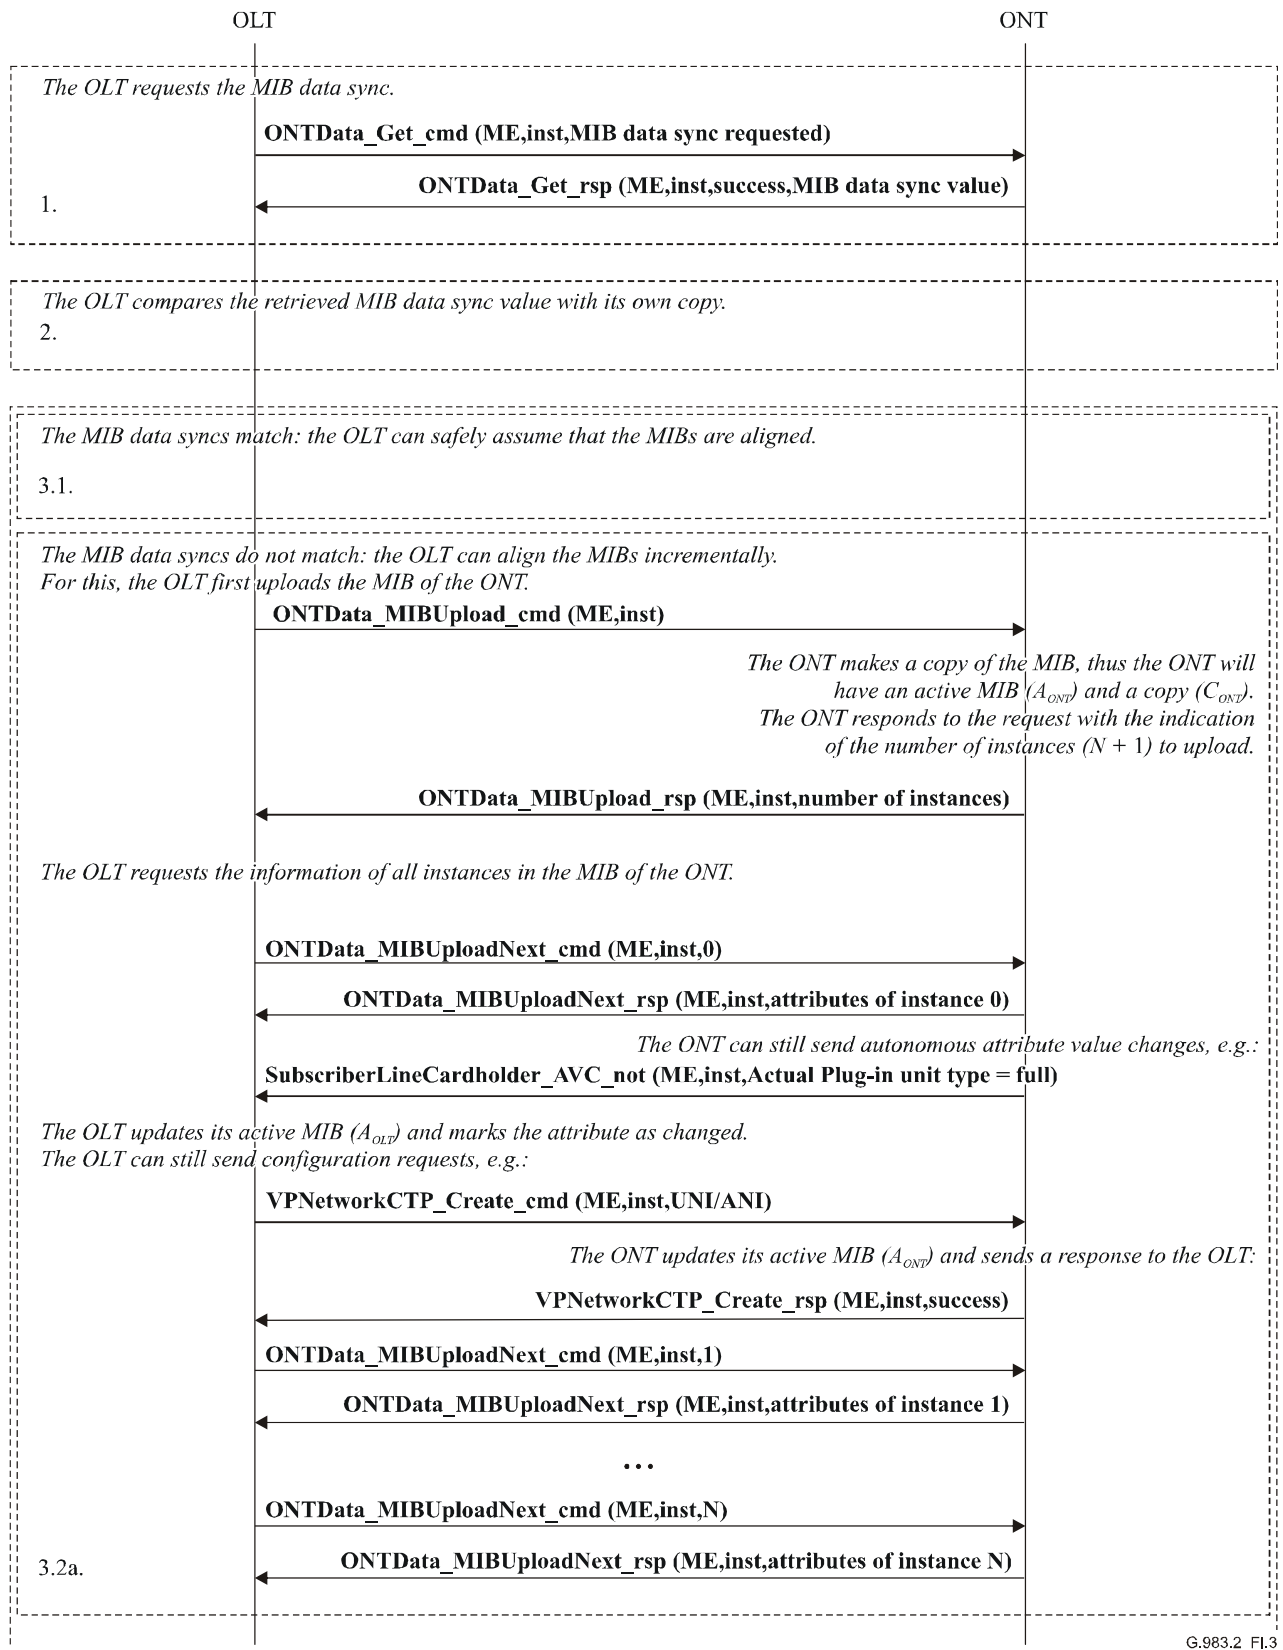 OLT ONT
The OLT requests the MIB data sync.
ONTData_Get_cmd (ME,inst,MIB data sync requested)
ONTData_Get_rsp (ME,inst,success,MIB data sync value)
1.
The OLT compares the retrieved MIB data sync value with its own copy.
2.
The MIB data syncs match: the OLT can safely assume that the MIBs are aligned.
3.1.
The MIB data syncs do not match: the OLT can align the MIBs incrementally.
For this, the OLT first uploads the MIB of the ONT.
ONTData_MIBUpload_cmd (ME,inst)
The ONT makes a copy of the MIB, thus the ONT will
have an active MIB (A_ONT) and a copy (C_ONT).
The ONT responds to the request with the indication
of the number of instances (N + 1) to upload.
ONTData_MIBUpload_rsp (ME,inst,number of instances)
The OLT requests the information of all instances in the MIB of the ONT.
ONTData_MIBUploadNext_cmd (ME,inst,0)
ONTData_MIBUploadNext_rsp (ME,inst,attributes of instance 0)
The ONT can still send autonomous attribute value changes, e.g.:
SubscriberLineCardholder_AVC_not (ME,inst,Actual Plug-in unit type = full)
The OLT updates its active MIB (A_OLT) and marks the attribute as changed.
The OLT can still send configuration requests, e.g.:
VPNetworkCTP_Create_cmd (ME,inst,UNI/ANI)
The ONT updates its active MIB (A_ONT) and sends a response to the OLT:
VPNetworkCTP_Create_rsp (ME,inst,success)
ONTData_MIBUploadNext_cmd (ME,inst,1)
ONTData_MIBUploadNext_rsp (ME,inst,attributes of instance 1)
...
ONTData_MIBUploadNext_cmd (ME,inst,N)
ONTData_MIBUploadNext_rsp (ME,inst,attributes of instance N)
3.2a.
G.983.2_FI.3